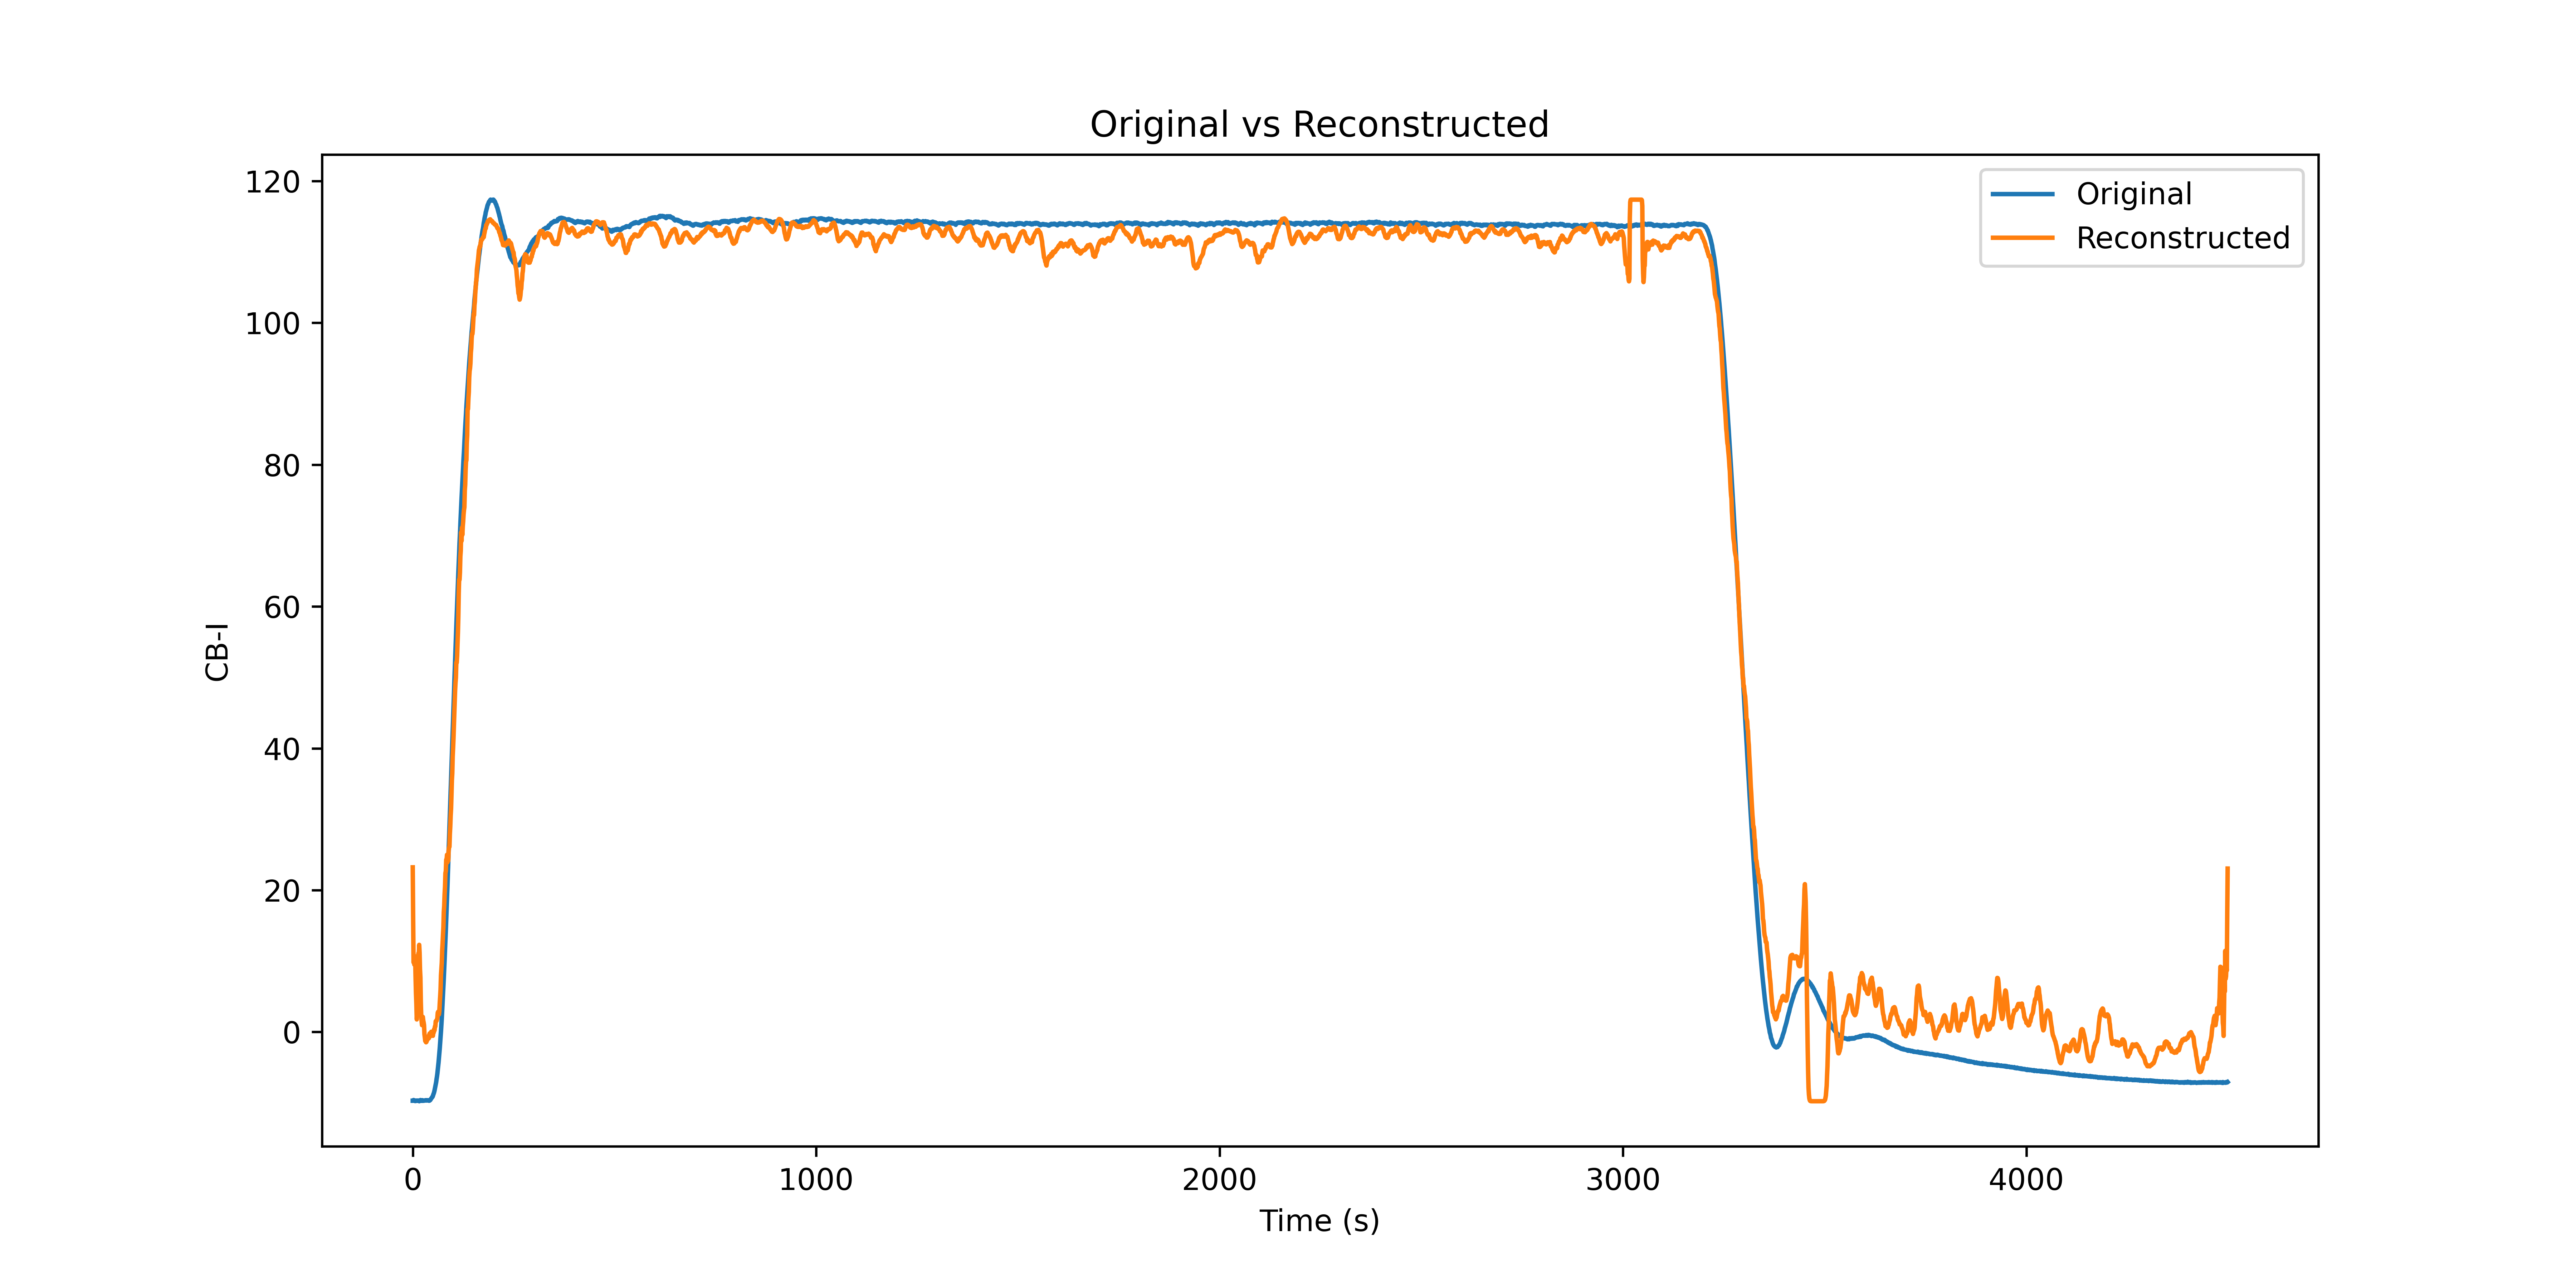 Original vs Reconstructed
120
100
80
60
40
20
0
CB-I
Original
Reconstructed
0
1000
2000
3000
4000
Time (s)